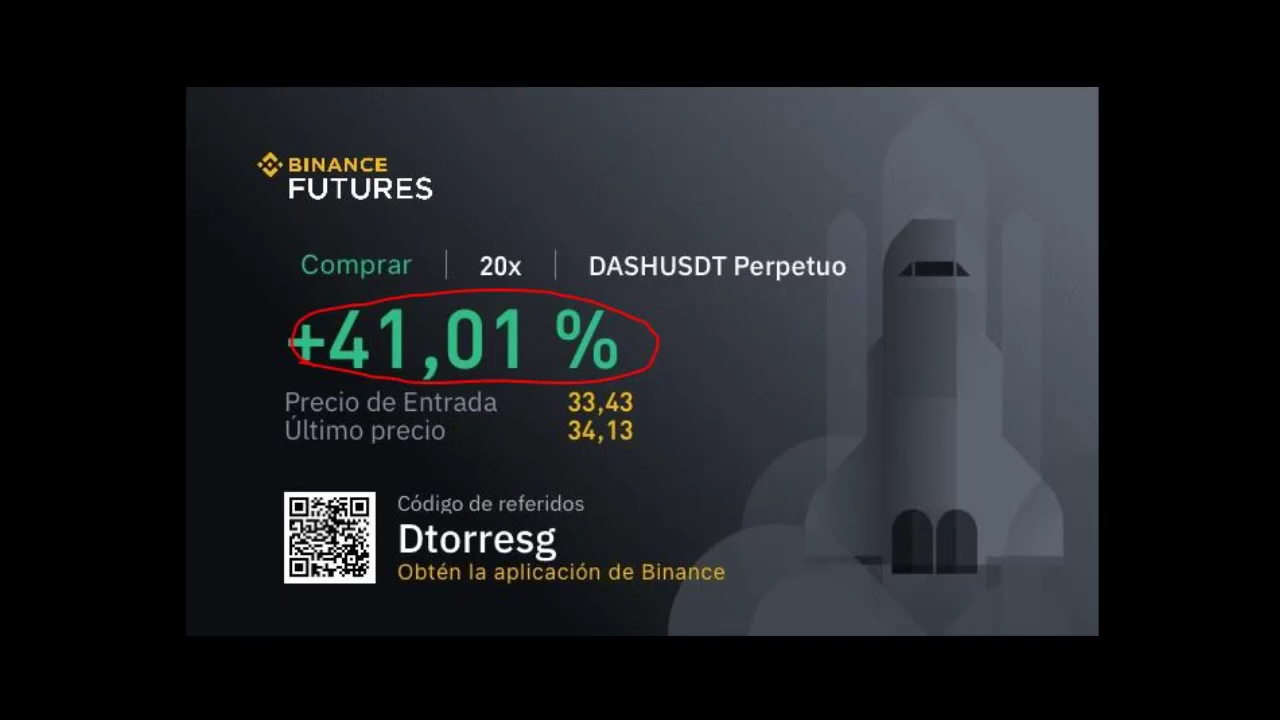 BINANCE
FUTURES
Comprar | 20x | DASHUSDT Perpetuo
+41,01 %
Precio de Entrada 33,43
Último precio 34,13
Código de referidos
Dtorresg
Obtén la aplicación de Binance